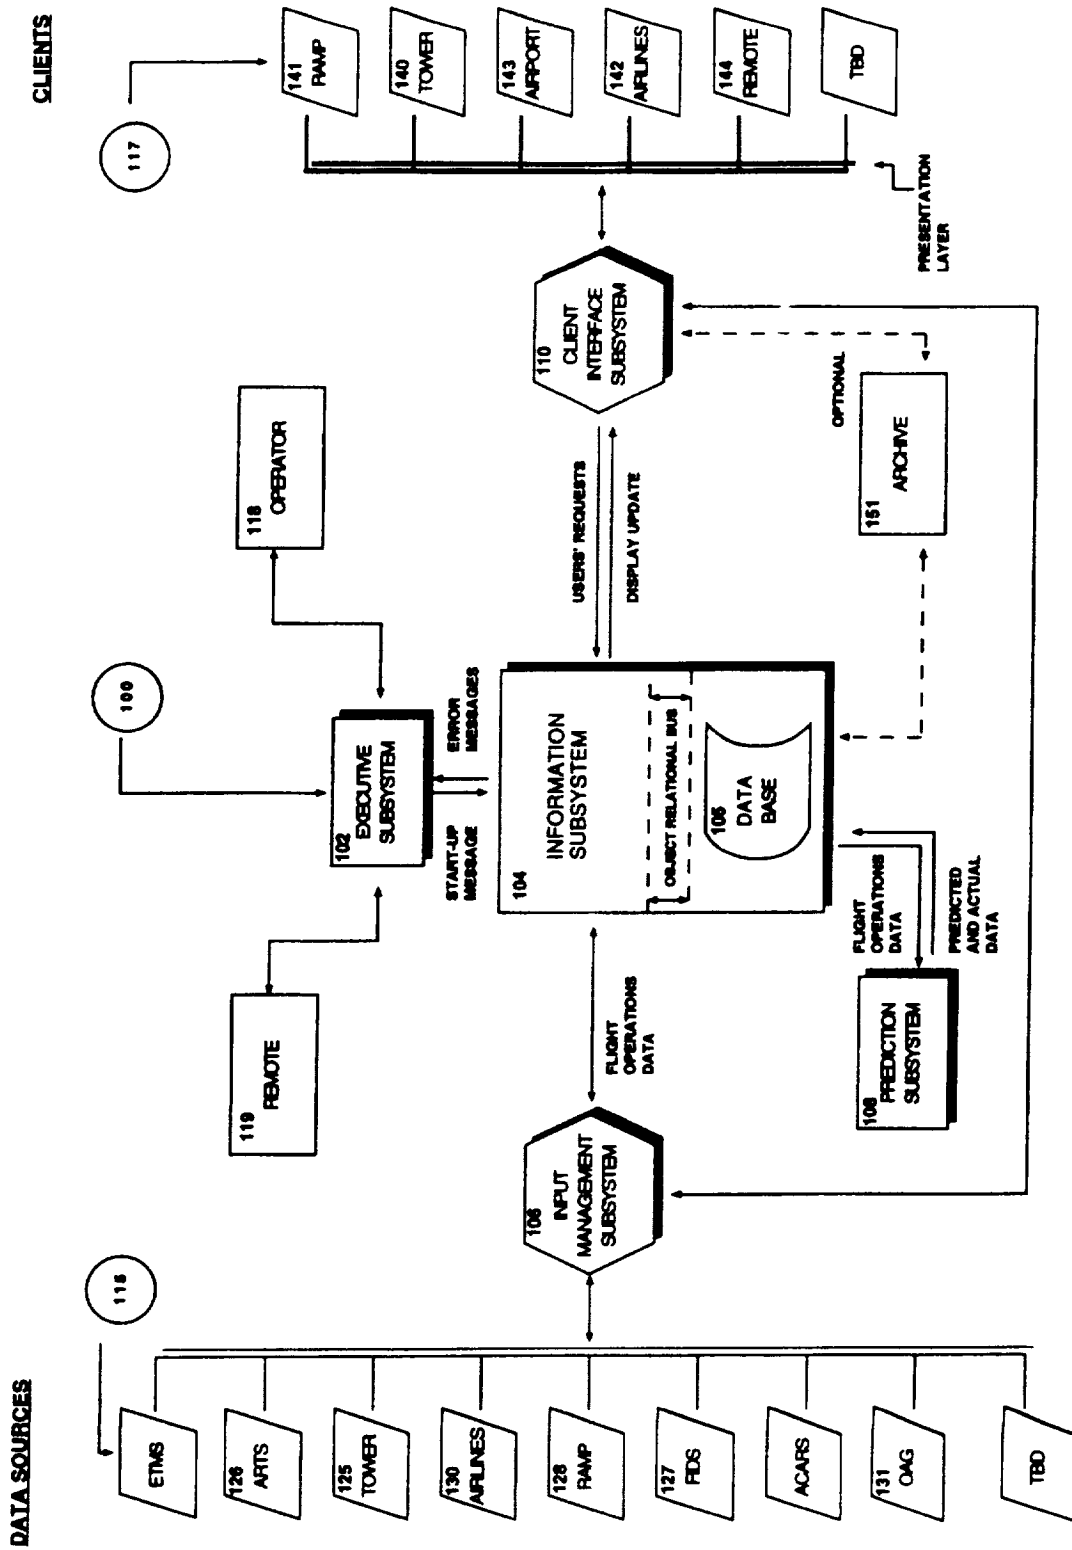 DATA SOURCES
115
ETMS
126
ARTS
125
TOWER
130
AIRLINES
128
RAMP
127
FIDS
ACARS
131
OAG
TBD
106
INPUT
MANAGEMENT
SUBSYSTEM
119
REMOTE
100
102
EXECUTIVE
SUBSYSTEM
118
OPERATOR
START-UP
MESSAGE
ERROR
MESSAGES
FLIGHT
OPERATIONS
DATA
104
INFORMATION
SUBSYSTEM
OBJECT RELATIONAL BUS
105
DATA
BASE
108
PREDICTION
SUBSYSTEM
FLIGHT
OPERATIONS
DATA
PREDICTED
AND ACTUAL
DATA
USERS' REQUESTS
DISPLAY UPDATE
110
CLIENT
INTERFACE
SUBSYSTEM
OPTIONAL
151
ARCHIVE
PRESENTATION
LAYER
CLIENTS
117
141
RAMP
140
TOWER
143
AIRPORT
142
AIRLINES
144
REMOTE
TBD